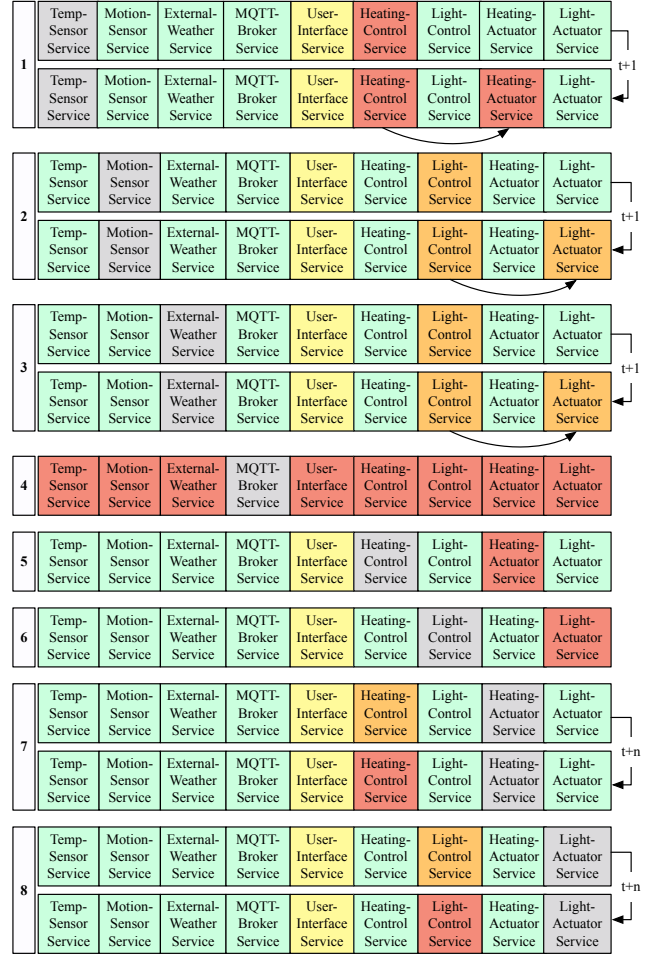 Temp- Motion- External- MQTT- User- Heating- Light- Heating- Light-
Sensor Sensor Weather Broker Interface Control Control Actuator Actuator
Service Service Service Service Service Service Service Service Service
1
t+1
Temp- Motion- External- MQTT- User- Heating- Light- Heating- Light-
Sensor Sensor Weather Broker Interface Control Control Actuator Actuator
Service Service Service Service Service Service Service Service Service
Temp- Motion- External- MQTT- User- Heating- Light- Heating- Light-
Sensor Sensor Weather Broker Interface Control Control Actuator Actuator
Service Service Service Service Service Service Service Service Service
2
t+1
Temp- Motion- External- MQTT- User- Heating- Light- Heating- Light-
Sensor Sensor Weather Broker Interface Control Control Actuator Actuator
Service Service Service Service Service Service Service Service Service
Temp- Motion- External- MQTT- User- Heating- Light- Heating- Light-
Sensor Sensor Weather Broker Interface Control Control Actuator Actuator
Service Service Service Service Service Service Service Service Service
3
t+1
Temp- Motion- External- MQTT- User- Heating- Light- Heating- Light-
Sensor Sensor Weather Broker Interface Control Control Actuator Actuator
Service Service Service Service Service Service Service Service Service
Temp- Motion- External- MQTT- User- Heating- Light- Heating- Light-
4 Sensor Sensor Weather Broker Interface Control Control Actuator Actuator
Service Service Service Service Service Service Service Service Service
Temp- Motion- External- MQTT- User- Heating- Light- Heating- Light-
5 Sensor Sensor Weather Broker Interface Control Control Actuator Actuator
Service Service Service Service Service Service Service Service Service
Temp- Motion- External- MQTT- User- Heating- Light- Heating- Light-
6 Sensor Sensor Weather Broker Interface Control Control Actuator Actuator
Service Service Service Service Service Service Service Service Service
Temp- Motion- External- MQTT- User- Heating- Light- Heating- Light-
Sensor Sensor Weather Broker Interface Control Control Actuator Actuator
Service Service Service Service Service Service Service Service Service
7
t+n
Temp- Motion- External- MQTT- User- Heating- Light- Heating- Light-
Sensor Sensor Weather Broker Interface Control Control Actuator Actuator
Service Service Service Service Service Service Service Service Service
Temp- Motion- External- MQTT- User- Heating- Light- Heating- Light-
Sensor Sensor Weather Broker Interface Control Control Actuator Actuator
Service Service Service Service Service Service Service Service Service
8
t+n
Temp- Motion- External- MQTT- User- Heating- Light- Heating- Light-
Sensor Sensor Weather Broker Interface Control Control Actuator Actuator
Service Service Service Service Service Service Service Service Service